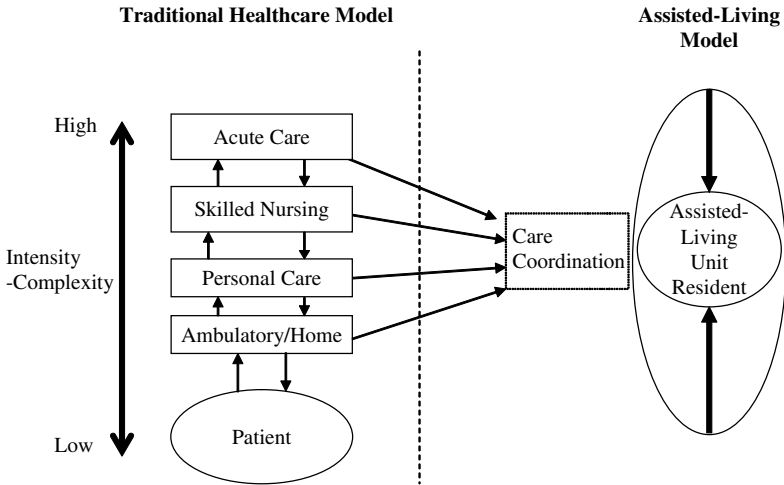 Traditional Healthcare Model
Assisted-Living
Model
High
Intensity
-Complexity
Low
Acute Care
Skilled Nursing
Personal Care
Ambulatory/Home
Patient
Care
Coordination
Assisted-
Living
Unit
Resident